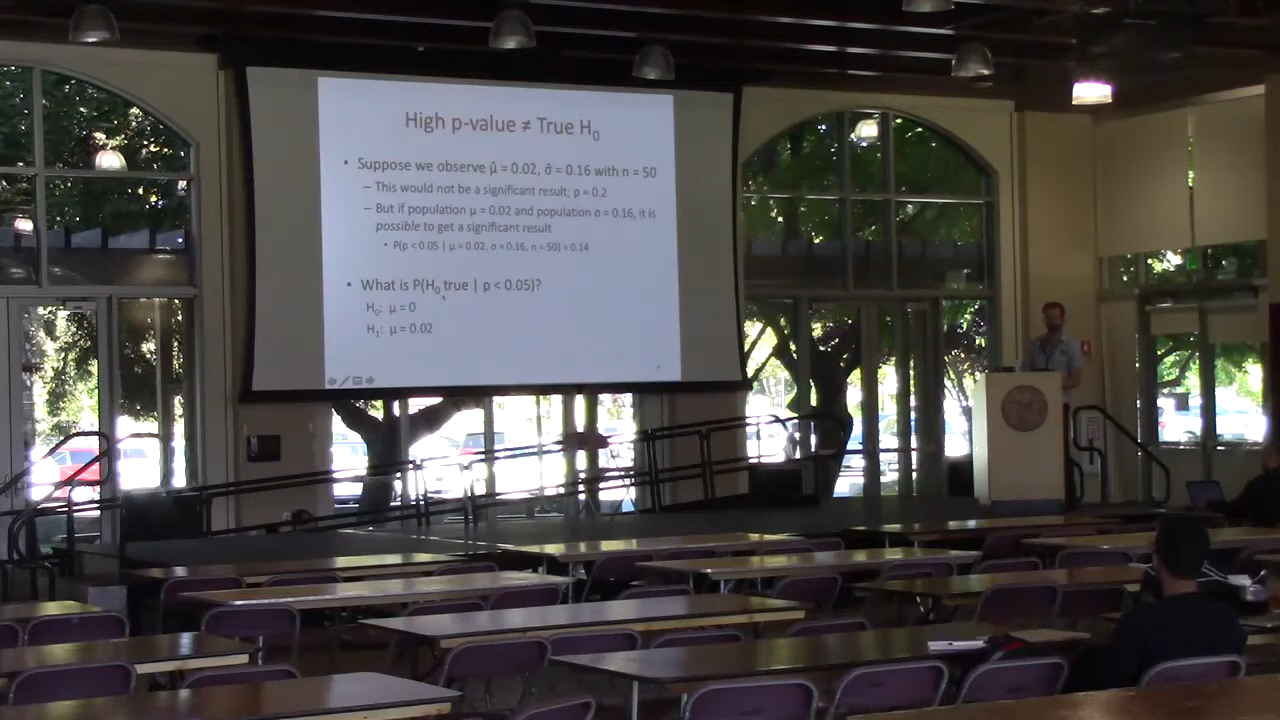 High p-value ≠ True H₀
• Suppose we observe μ̂ = 0.02, σ̂ = 0.16 with n = 50
– This would not be a significant result; p = 0.2
– But if population μ = 0.02 and population σ = 0.16, it is
possible to get a significant result
• P(p < 0.05 | μ = 0.02, σ = 0.16, n = 50) = 0.14
• What is P(H₀ true | p < 0.05)?
H₀: μ = 0
H₁: μ = 0.02